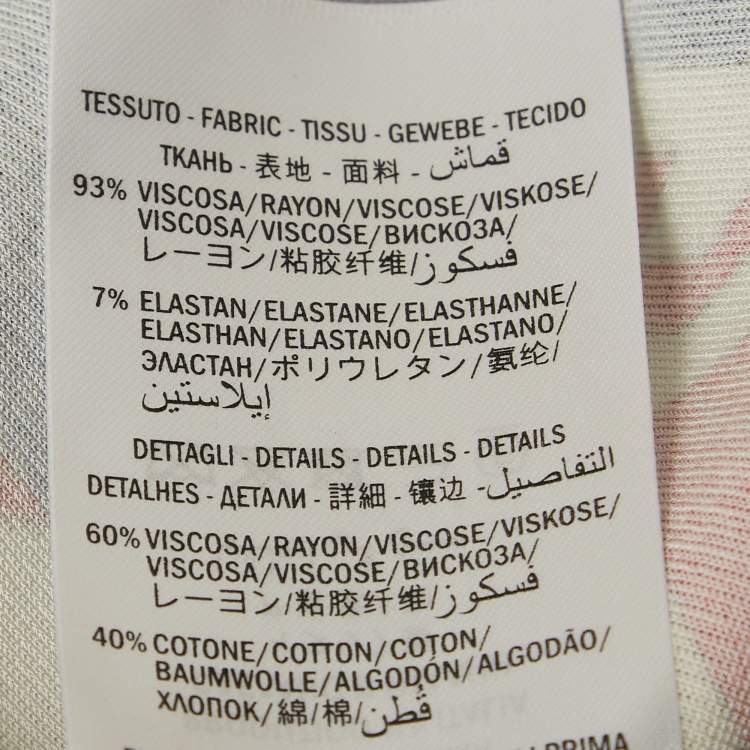 TESSUTO - FABRIC - TISSU - GEWEBE - TECIDO
ТКАНЬ - 表地 - 面料 - قماش
93% VISCOSA/RAYON/VISCOSE/VISKOSE/
VISCOSA/VISCOSE/ВИСКОЗА/
レーヨン/粘胶纤维/فسكوز
7% ELASTAN/ELASTANE/ELASTHANNE/
ELASTHAN/ELASTANO/ELASTANO/
ЭЛАСТАН/ポリウレタン/氨纶/
إيلاستين
DETTAGLI - DETAILS - DETAILS - DETAILS
DETALHES - ДЕТАЛИ - 詳細 - 镶边 - التفاصيل
60% VISCOSA/RAYON/VISCOSE/VISKOSE/
VISCOSA/VISCOSE/ВИСКОЗА/
レーヨン/粘胶纤维/فسكوز
40% COTONE/COTTON/COTON/
BAUMWOLLE/ALGODÓN/ALGODÃO/
ХЛОПОК/綿/棉/قُطن
PRIMA